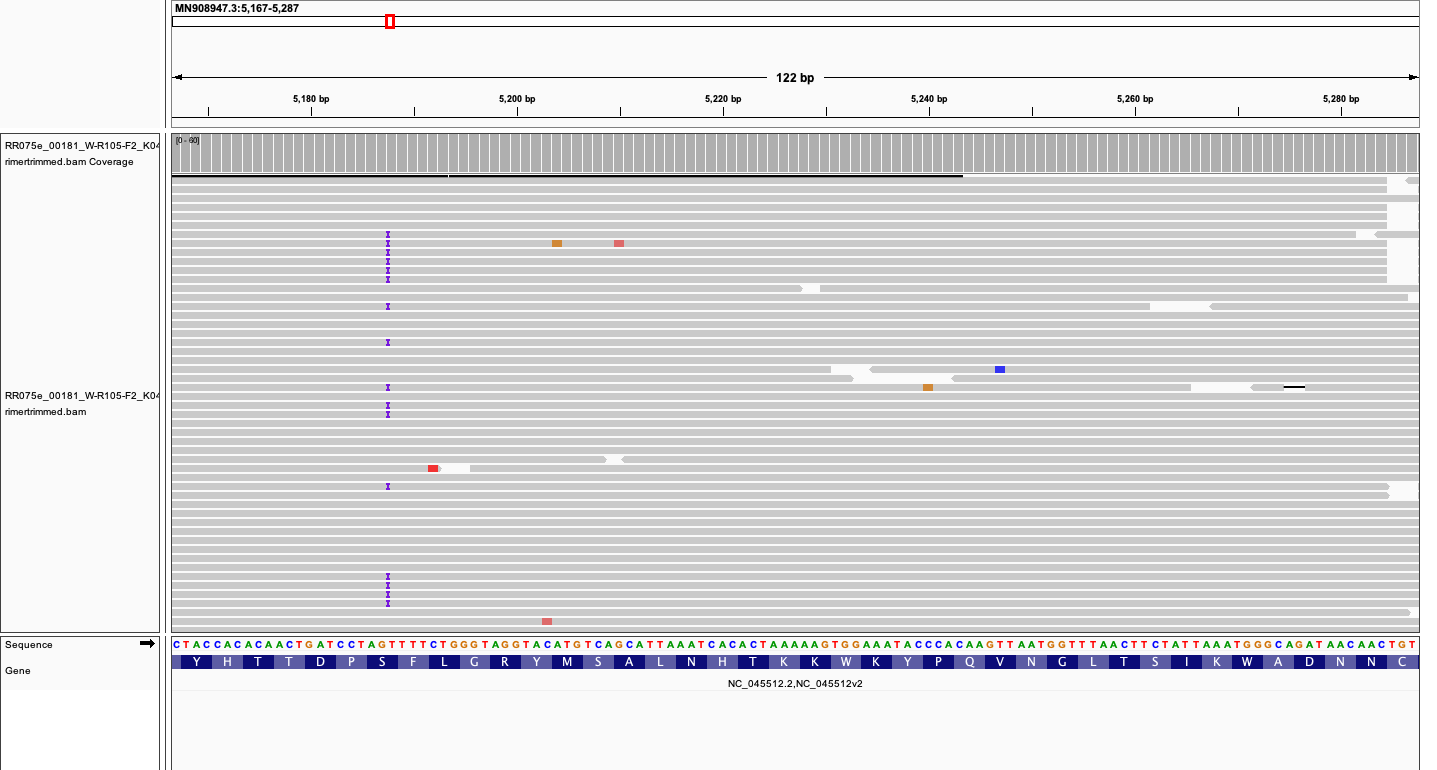 MN908947.3:5,167-5,287
122 bp
5,180 bp 5,200 bp 5,220 bp 5,240 bp 5,260 bp 5,280 bp
[0 - 60]
RR075e_00181_W-R105-F2_K04
rimertrimmed.bam Coverage
RR075e_00181_W-R105-F2_K04
rimertrimmed.bam
Sequence
CTACCACACAACTGATCCTAGTTTTCTGGGTAGGTACATGTCAGCATTAAATCACACTAAAAAGTGGAAATACCCACAAGTTAATGGTTTAACTTCTATTAAATGGGCAGATAACAACTGT
Gene
Y H T T D P S F L G R Y M S A L N H T K K W K Y P Q V N G L T S I K W A D N N C
NC_045512.2,NC_045512v2